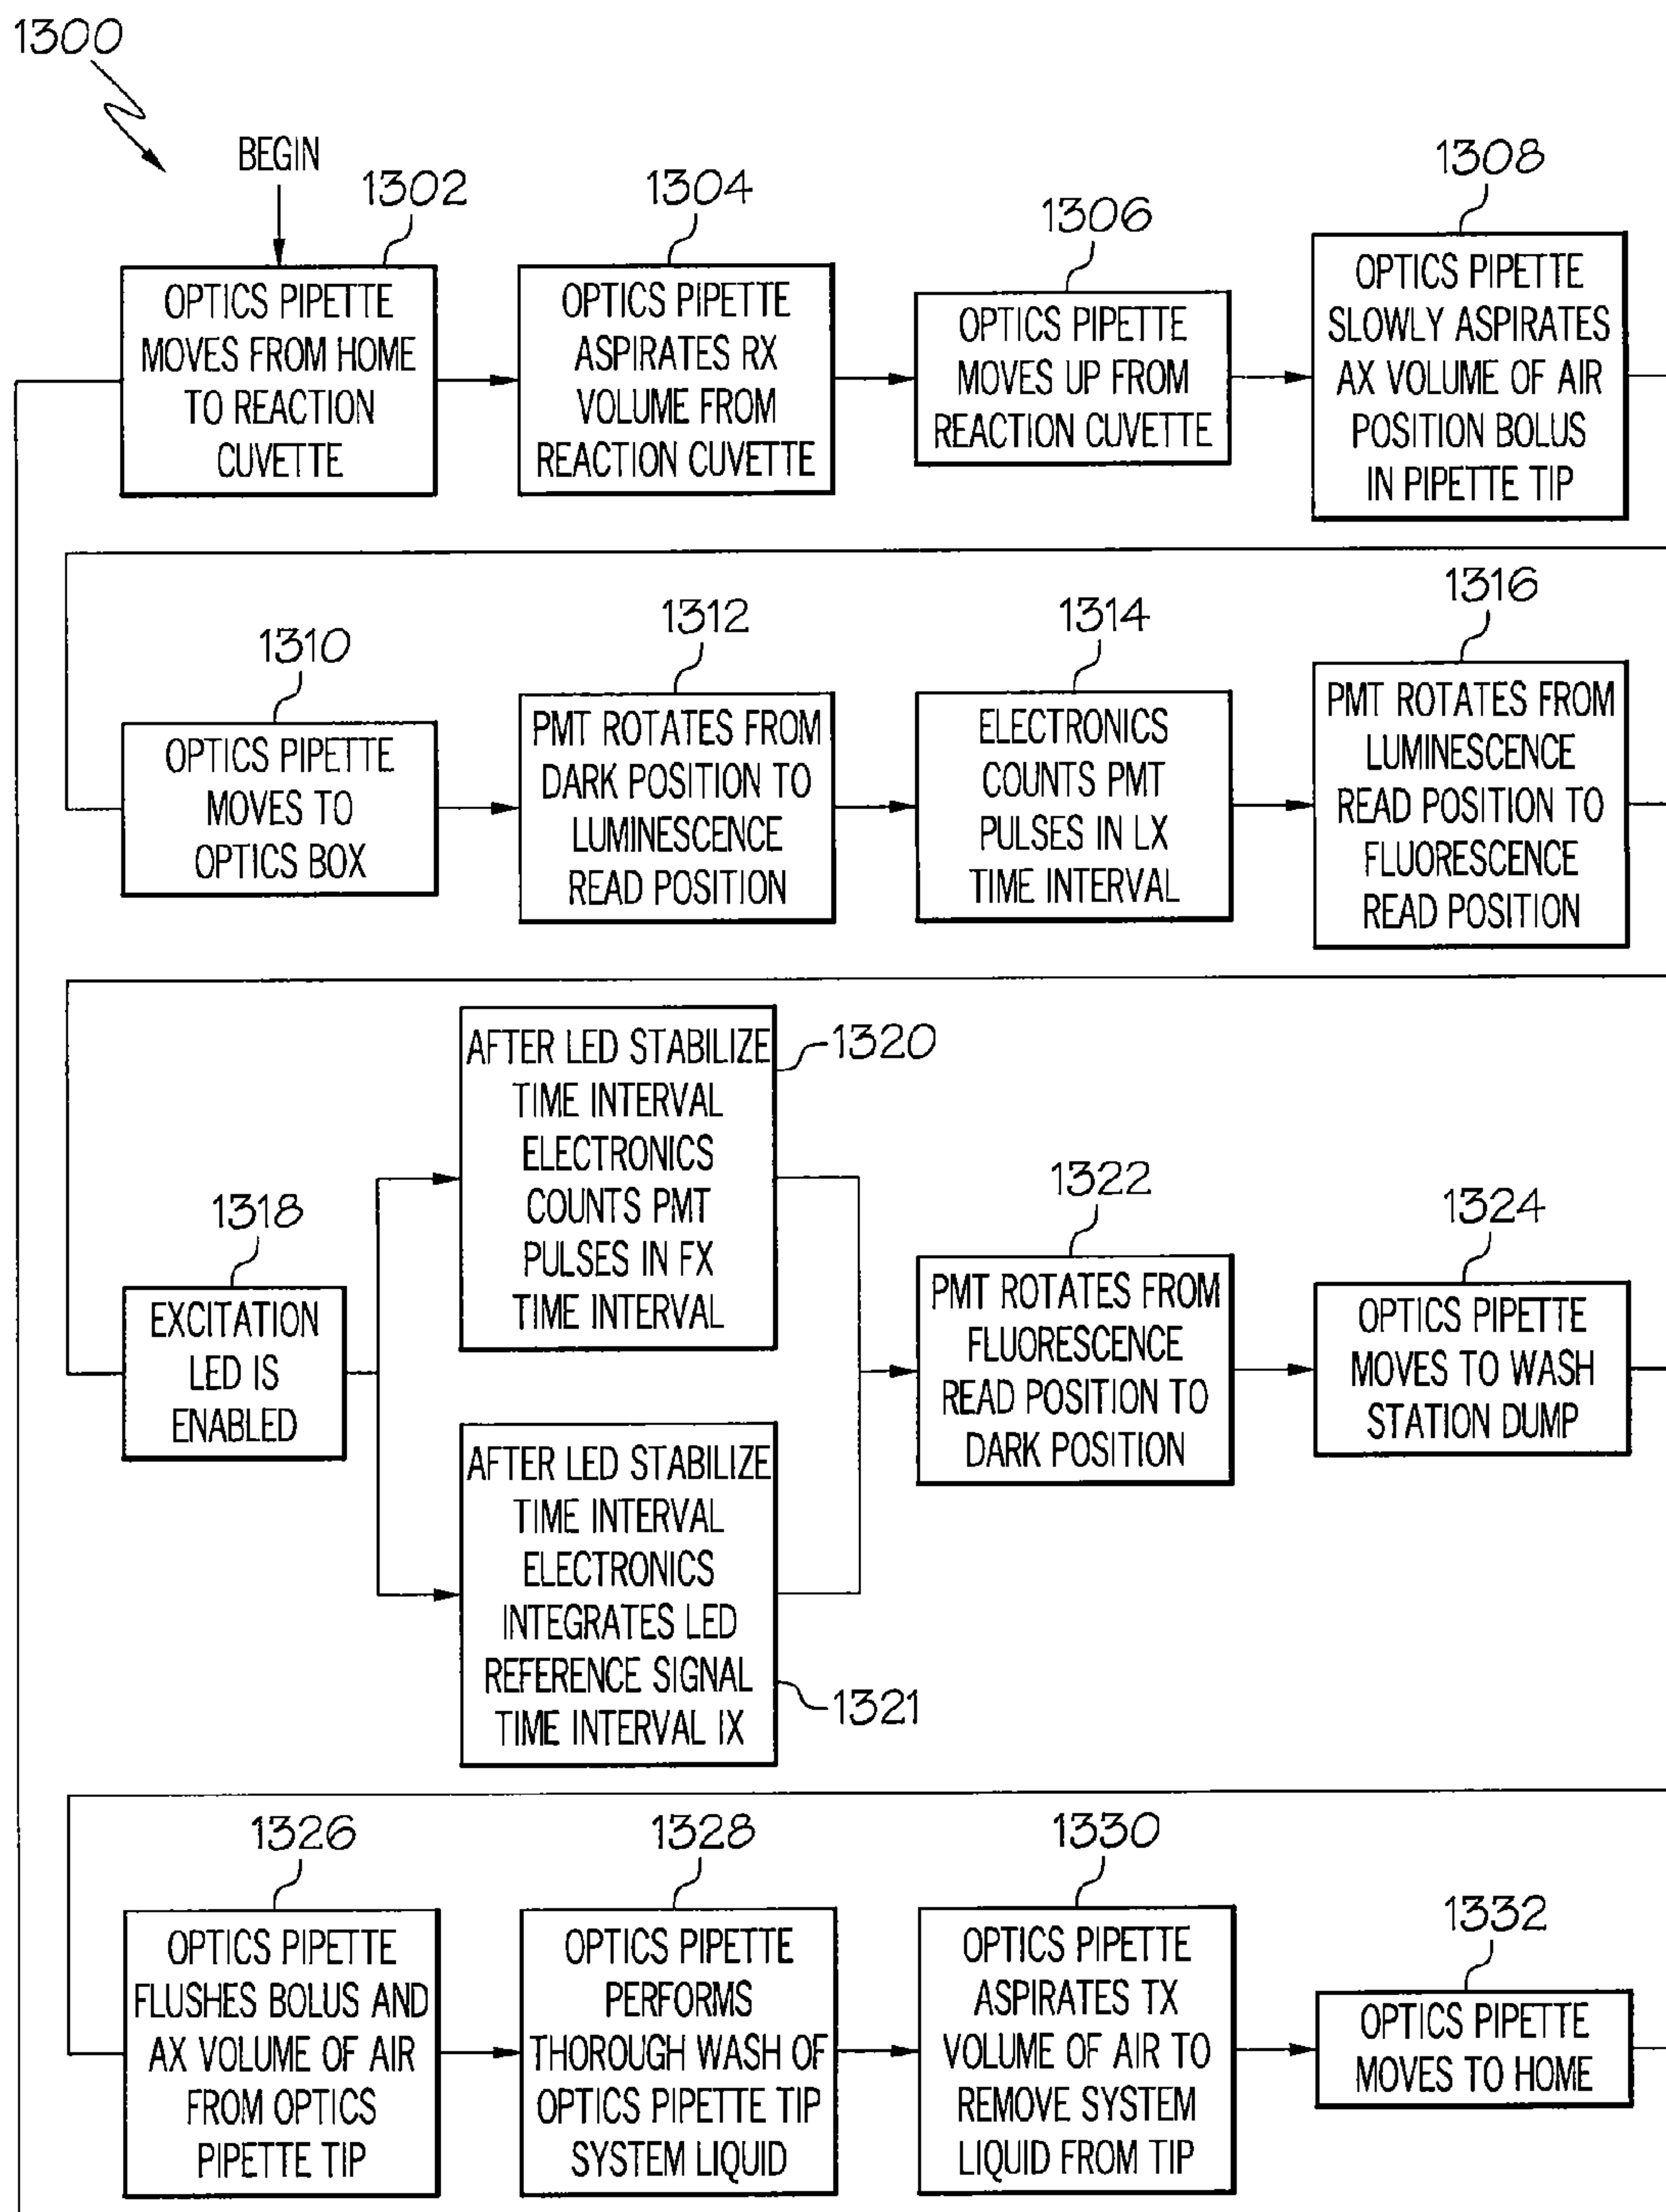 1300
BEGIN
1302
OPTICS PIPETTE
MOVES FROM HOME
TO REACTION
CUVETTE
1304
OPTICS PIPETTE
ASPIRATES RX
VOLUME FROM
REACTION CUVETTE
1306
OPTICS PIPETTE
MOVES UP FROM
REACTION CUVETTE
1308
OPTICS PIPETTE
SLOWLY ASPIRATES
AX VOLUME OF AIR
POSITION BOLUS
IN PIPETTE TIP
1310
OPTICS PIPETTE
MOVES TO
OPTICS BOX
1312
PMT ROTATES FROM
DARK POSITION TO
LUMINESCENCE
READ POSITION
1314
ELECTRONICS
COUNTS PMT
PULSES IN LX
TIME INTERVAL
1316
PMT ROTATES FROM
LUMINESCENCE
READ POSITION TO
FLUORESCENCE
READ POSITION
1318
EXCITATION
LED IS
ENABLED
1320
AFTER LED STABILIZE
TIME INTERVAL
ELECTRONICS
COUNTS PMT
PULSES IN FX
TIME INTERVAL
AFTER LED STABILIZE
TIME INTERVAL
ELECTRONICS
INTEGRATES LED
REFERENCE SIGNAL
TIME INTERVAL IX
1321
1322
PMT ROTATES FROM
FLUORESCENCE
READ POSITION TO
DARK POSITION
1324
OPTICS PIPETTE
MOVES TO WASH
STATION DUMP
1326
OPTICS PIPETTE
FLUSHES BOLUS AND
AX VOLUME OF AIR
FROM OPTICS
PIPETTE TIP
1328
OPTICS PIPETTE
PERFORMS
THOROUGH WASH OF
OPTICS PIPETTE TIP
SYSTEM LIQUID
1330
OPTICS PIPETTE
ASPIRATES TX
VOLUME OF AIR TO
REMOVE SYSTEM
LIQUID FROM TIP
1332
OPTICS PIPETTE
MOVES TO HOME